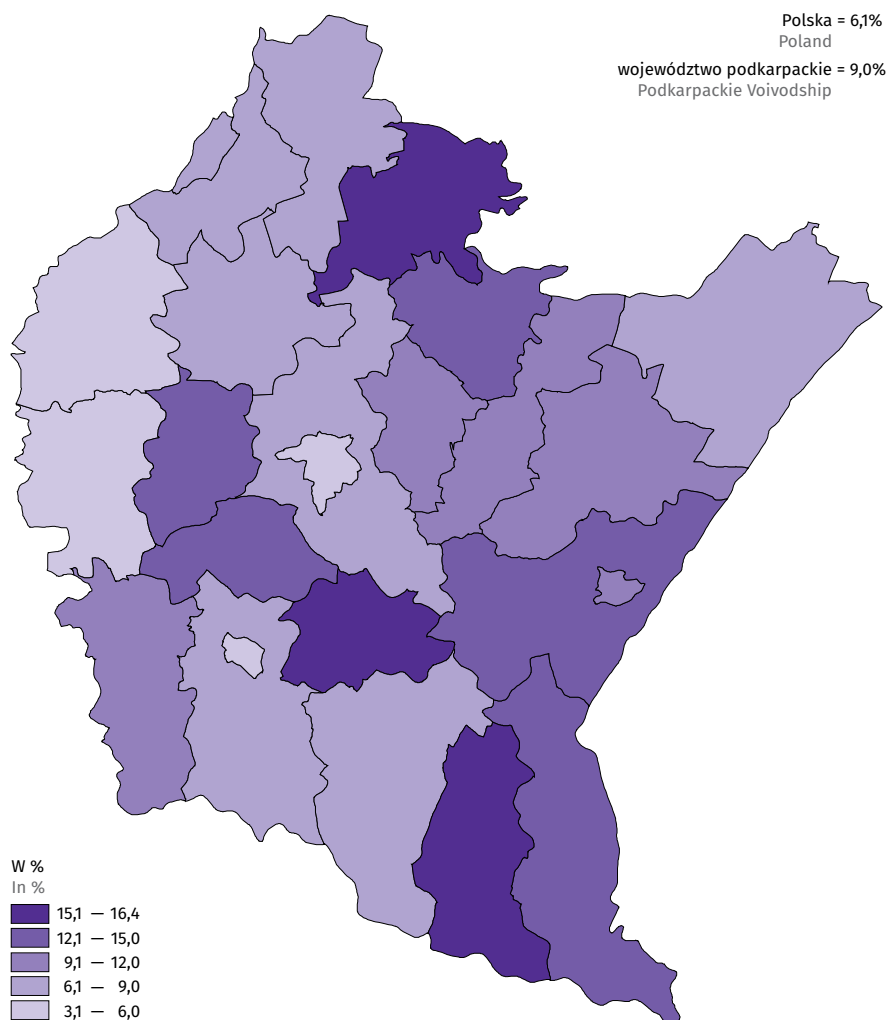 Polska = 6,1%
Poland
województwo podkarpackie = 9,0%
Podkarpackie Voivodship
W %
In %
15,1 — 16,4
12,1 — 15,0
9,1 — 12,0
6,1 — 9,0
3,1 — 6,0